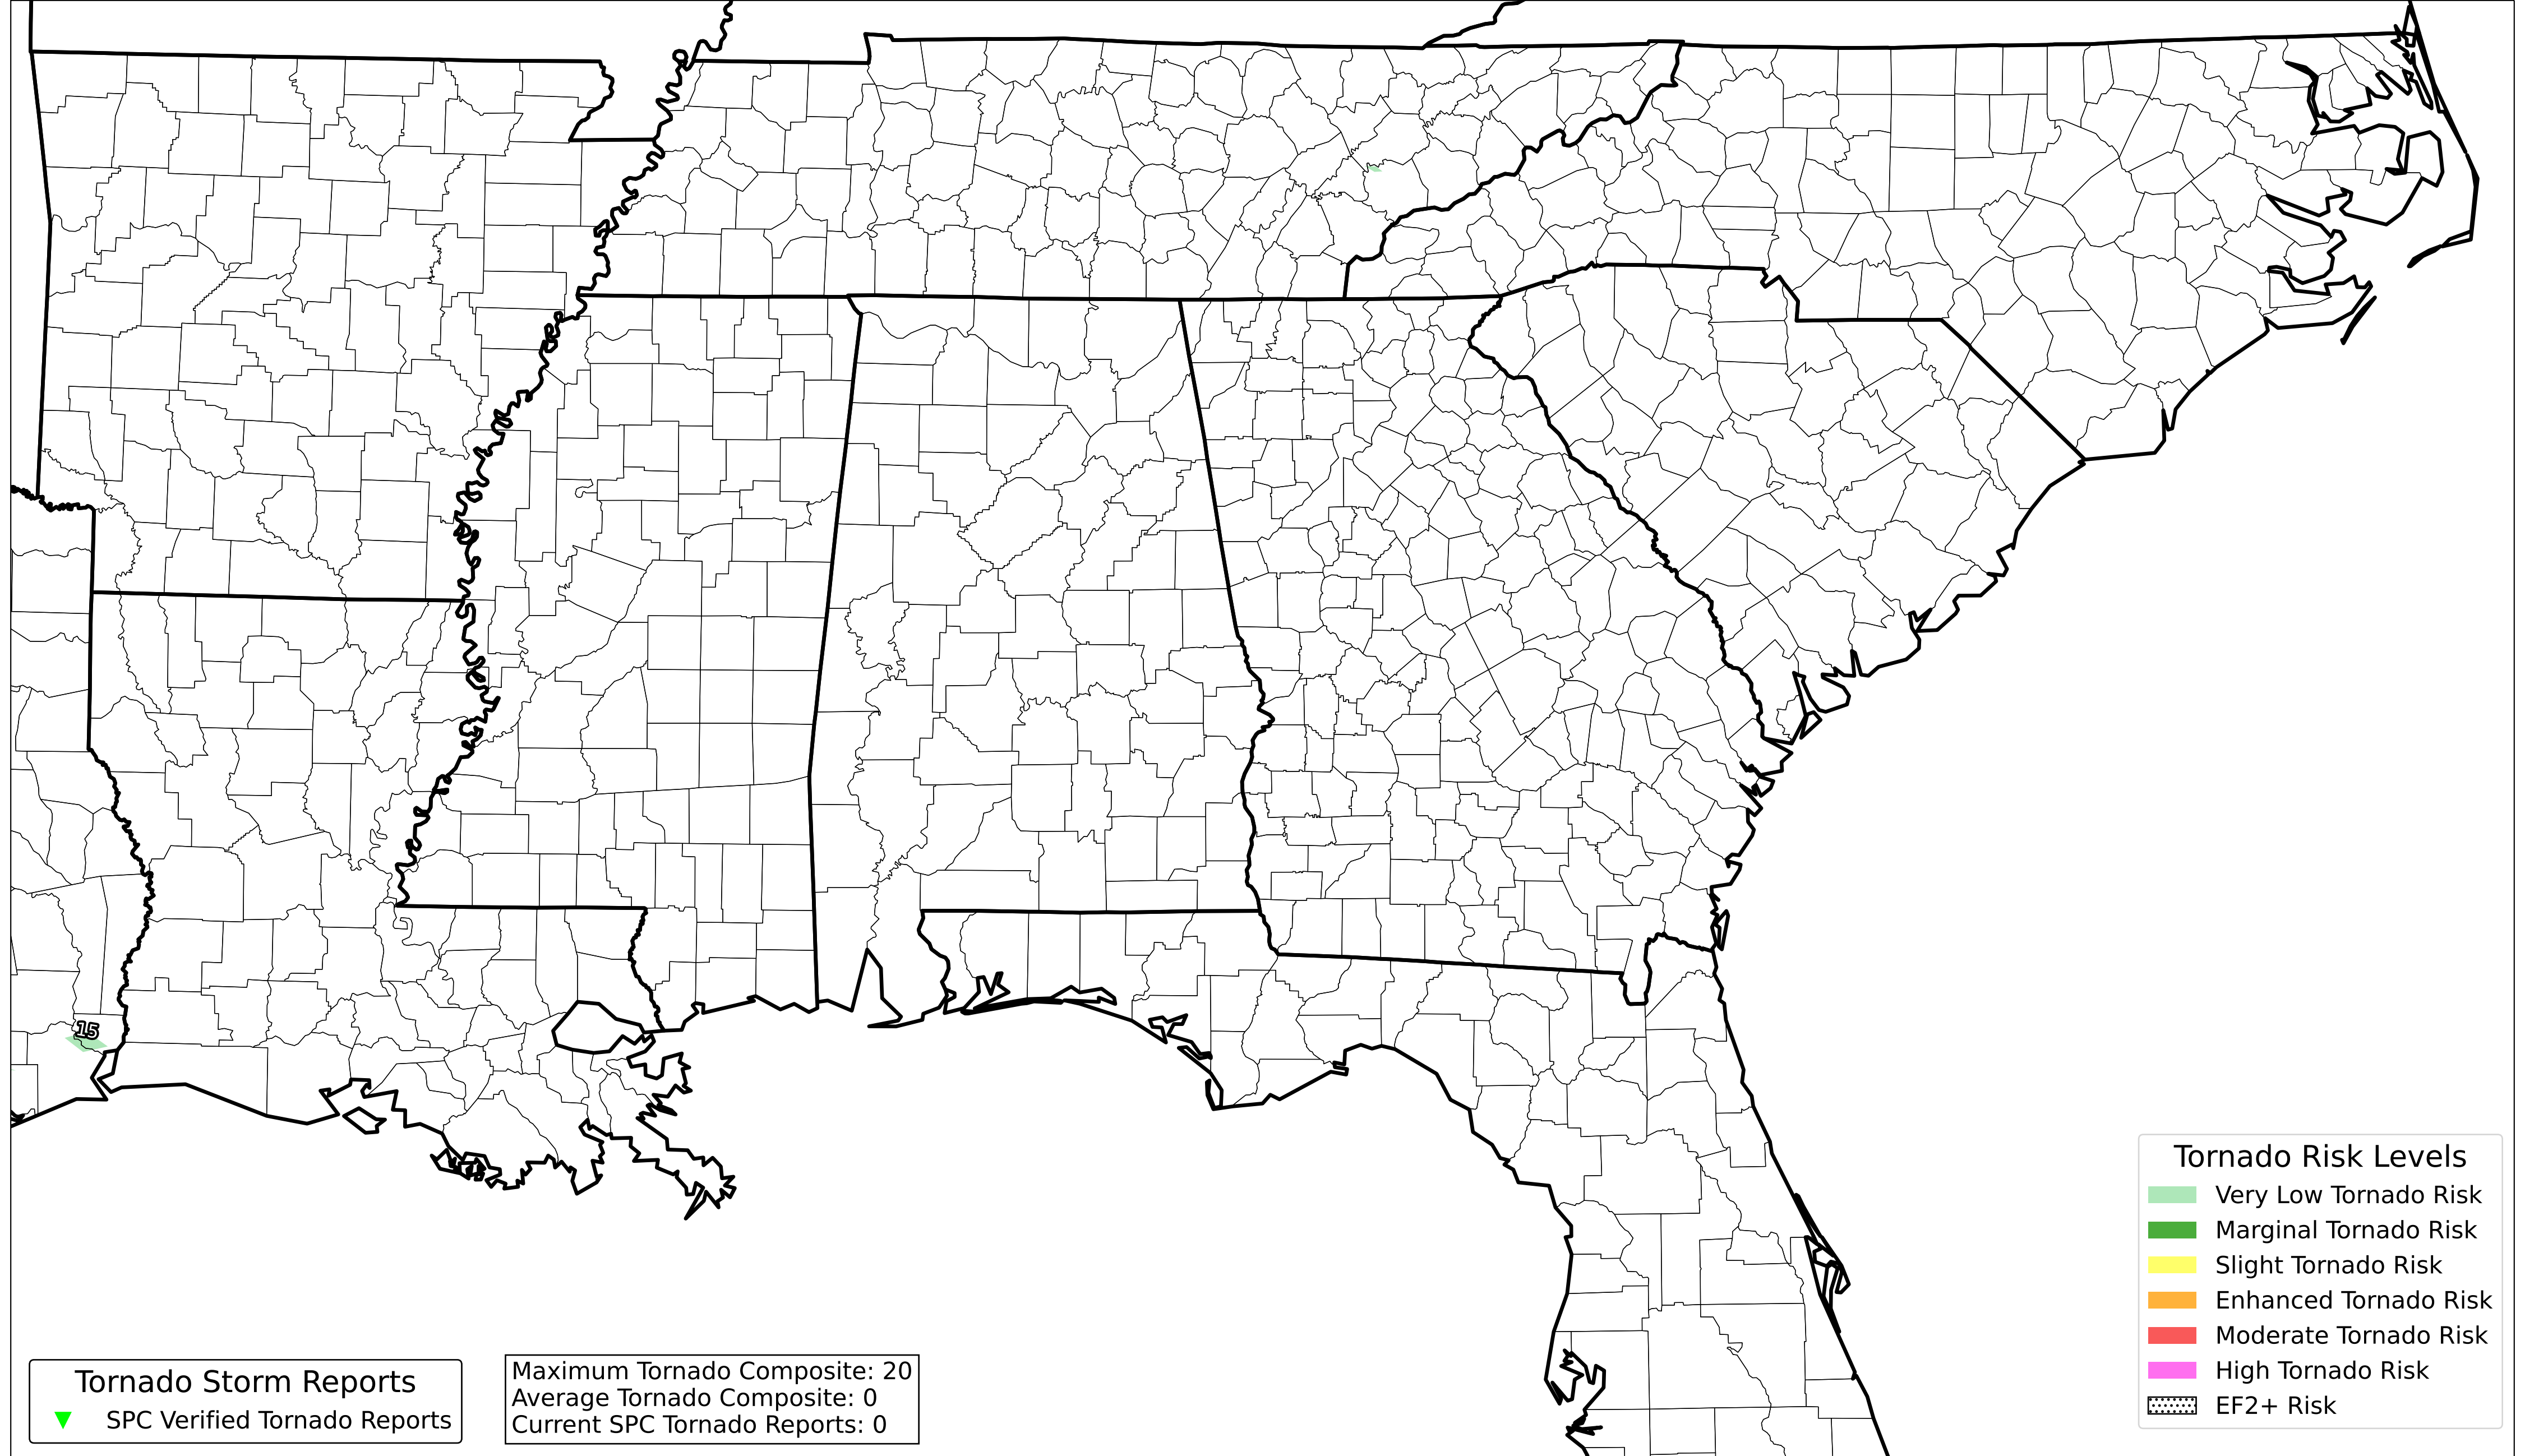 15
Tornado Storm Reports
SPC Verified Tornado Reports
Maximum Tornado Composite: 20
Average Tornado Composite: 0
Current SPC Tornado Reports: 0
Tornado Risk Levels
Very Low Tornado Risk
Marginal Tornado Risk
Slight Tornado Risk
Enhanced Tornado Risk
Moderate Tornado Risk
High Tornado Risk
EF2+ Risk